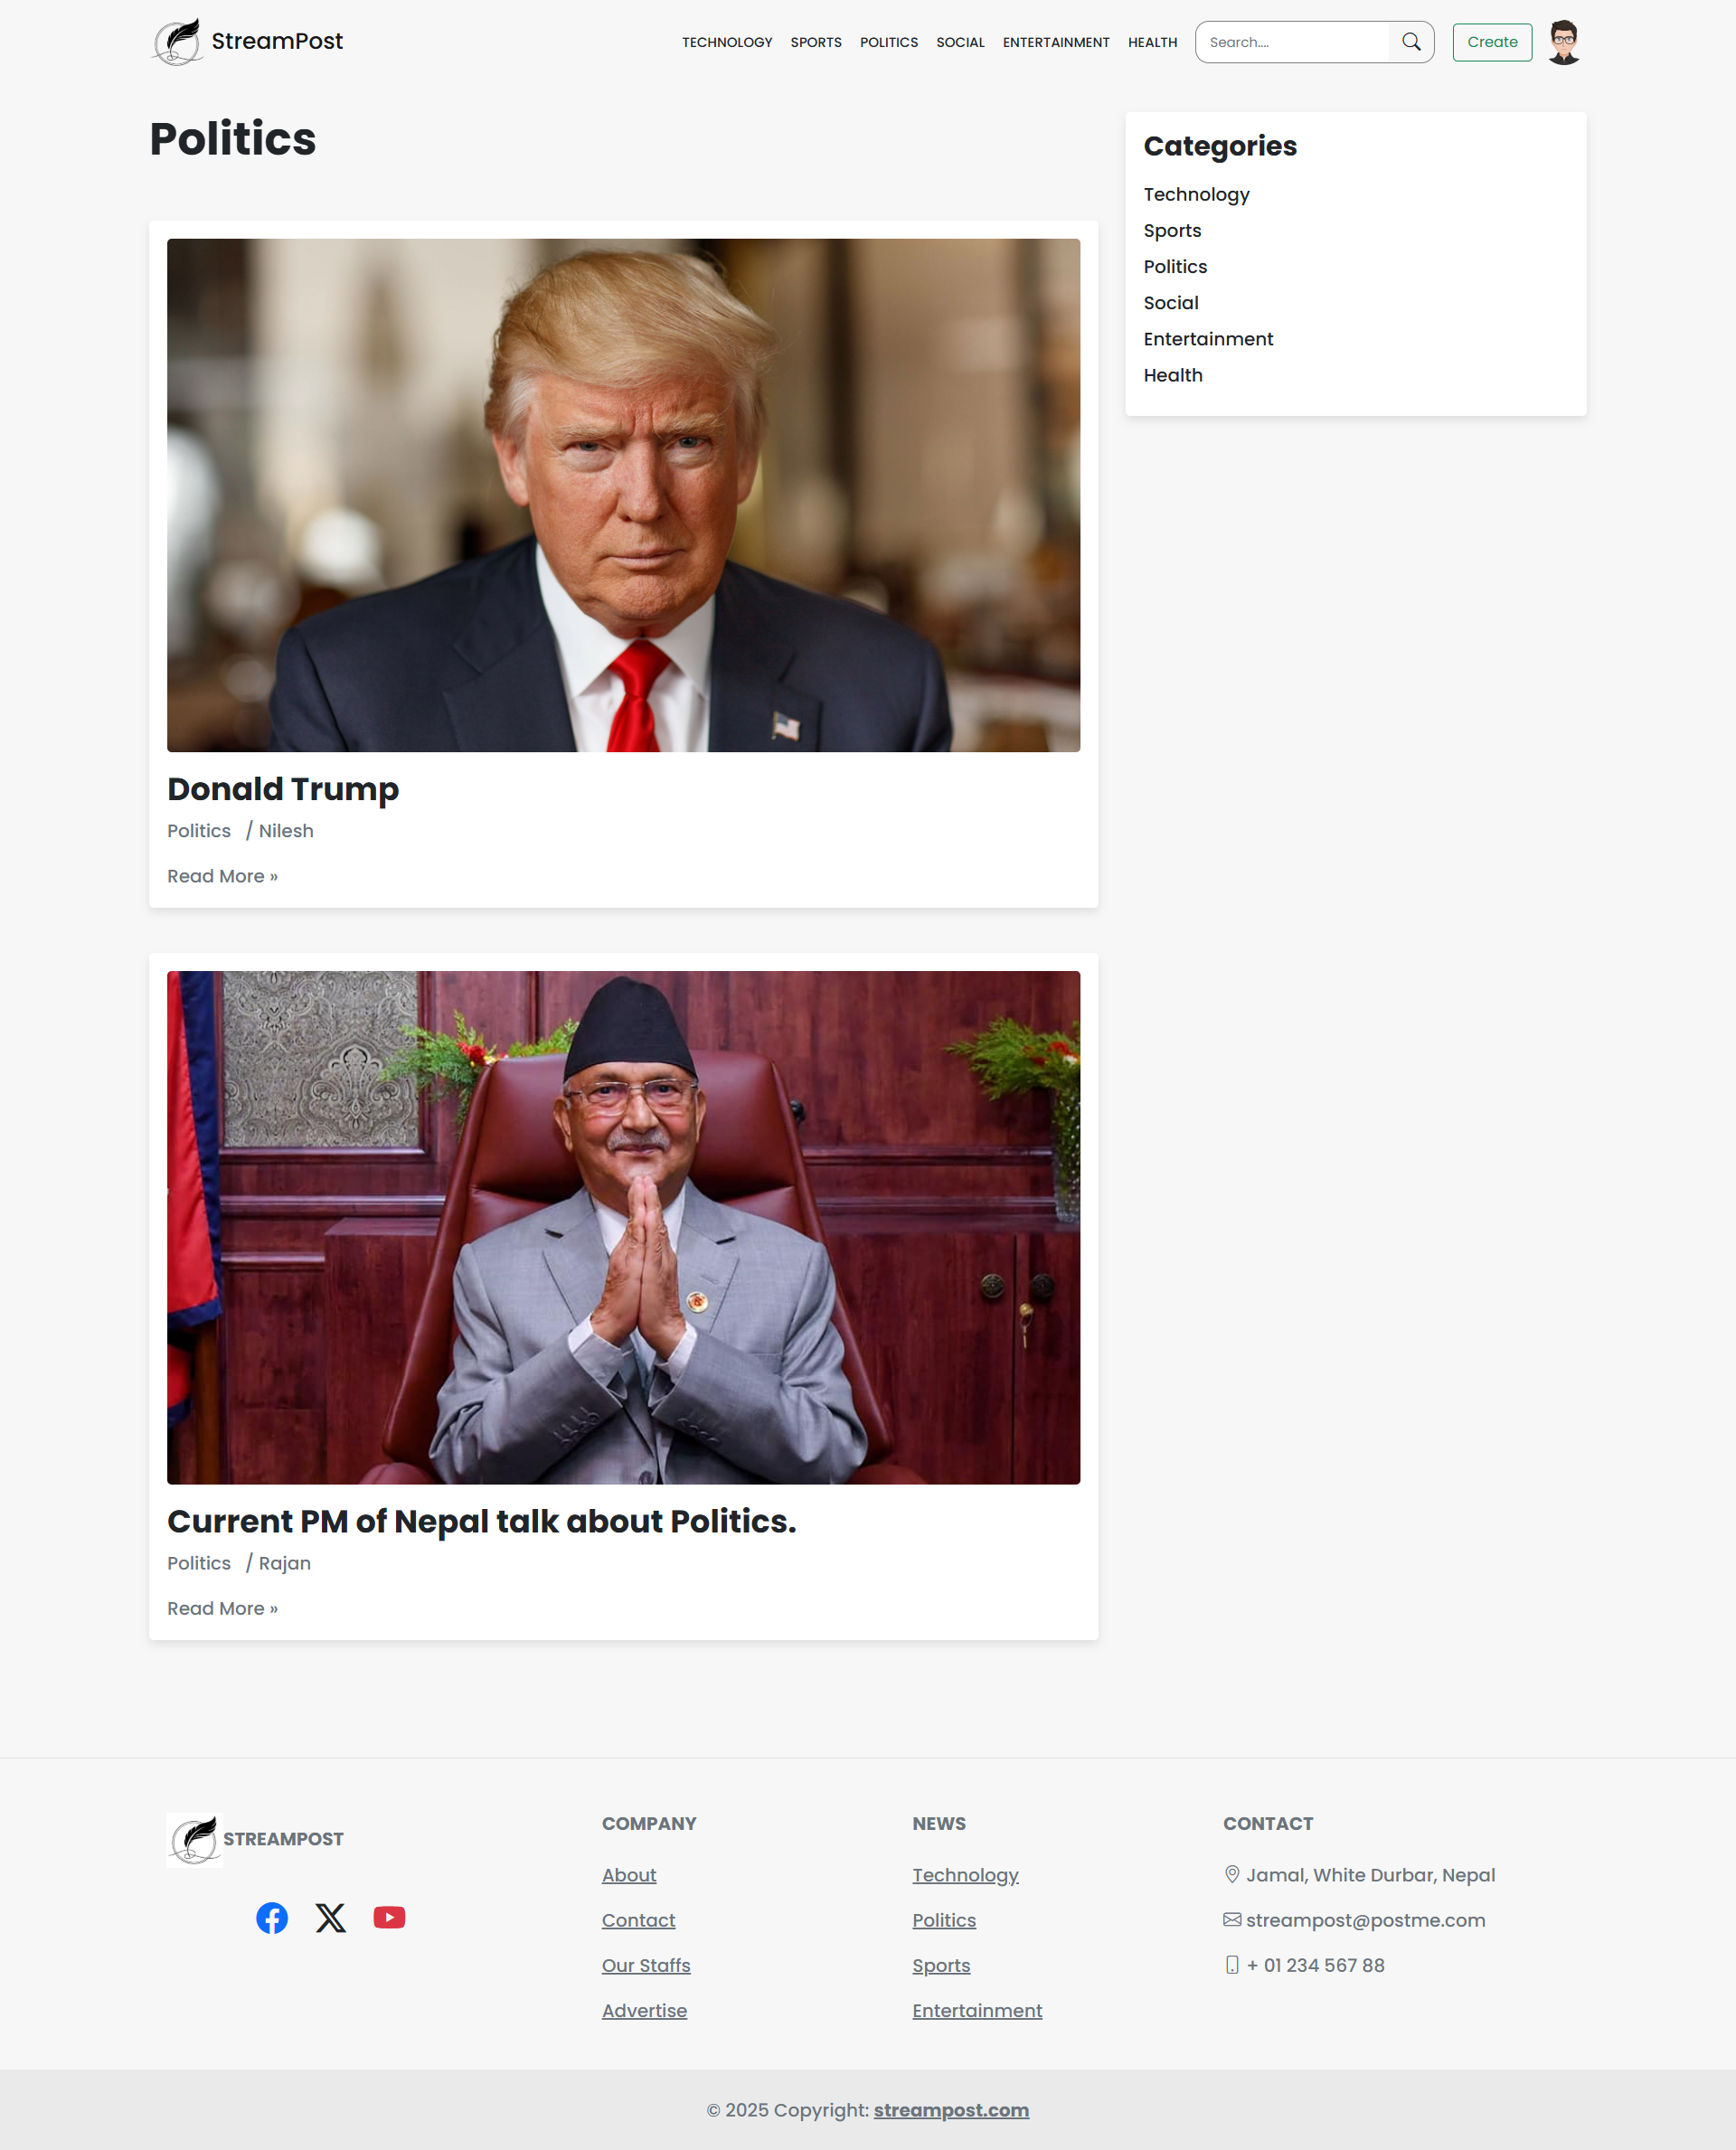 StreamPost
TECHNOLOGY SPORTS POLITICS SOCIAL ENTERTAINMENT HEALTH Search.... Create
Politics
Categories
Technology
Sports
Politics
Social
Entertainment
Health
Donald Trump
Politics / Nilesh
Read More »
Current PM of Nepal talk about Politics.
Politics / Rajan
Read More »
STREAMPOST
COMPANY
About
Contact
Our Staffs
Advertise
NEWS
Technology
Politics
Sports
Entertainment
CONTACT
Jamal, White Durbar, Nepal
streampost@postme.com
+ 01 234 567 88
© 2025 Copyright: streampost.com